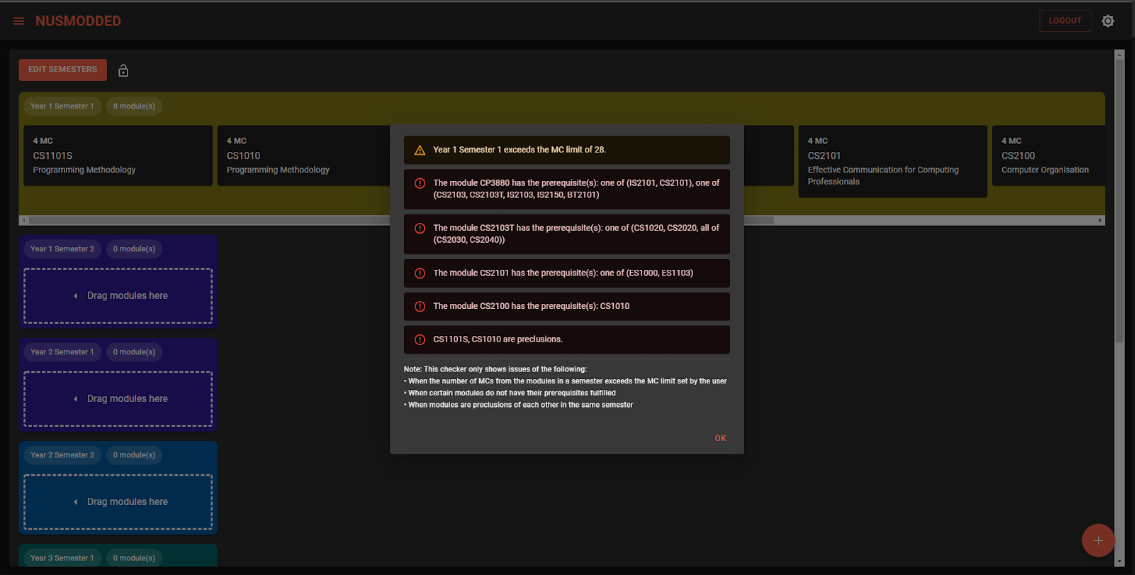 NUSMODDED
LOGOUT
EDIT SEMESTERS
Year 1 Semester 1
8 module(s)
4 MC
CS1101S
Programming Methodology
4 MC
CS1010
Programming Methodology
4 MC
CS2101
Effective Communication for Computing
Professionals
4 MC
CS2100
Computer Organisation
Year 1 Semester 1 exceeds the MC limit of 28.
The module CP3880 has the prerequisite(s): one of (IS2101, CS2101), one of
(CS2103, CS2103T, IS2103, IS2150, BT2101)
The module CS2103T has the prerequisite(s): one of (CS1020, CS2020, all of
(CS2030, CS2040))
The module CS2101 has the prerequisite(s): one of (ES1000, ES1103)
The module CS2100 has the prerequisite(s): CS1010
CS1101S, CS1010 are preclusions.
Note: This checker only shows issues of the following:
• When the number of MCs from the modules in a semester exceeds the MC limit set by the user
• When certain modules do not have their prerequisites fulfilled
• When modules are preclusions of each other in the same semester
OK
Year 1 Semester 2
0 module(s)
Drag modules here
Year 2 Semester 1
0 module(s)
Drag modules here
Year 2 Semester 2
0 module(s)
Drag modules here
Year 3 Semester 1
0 module(s)